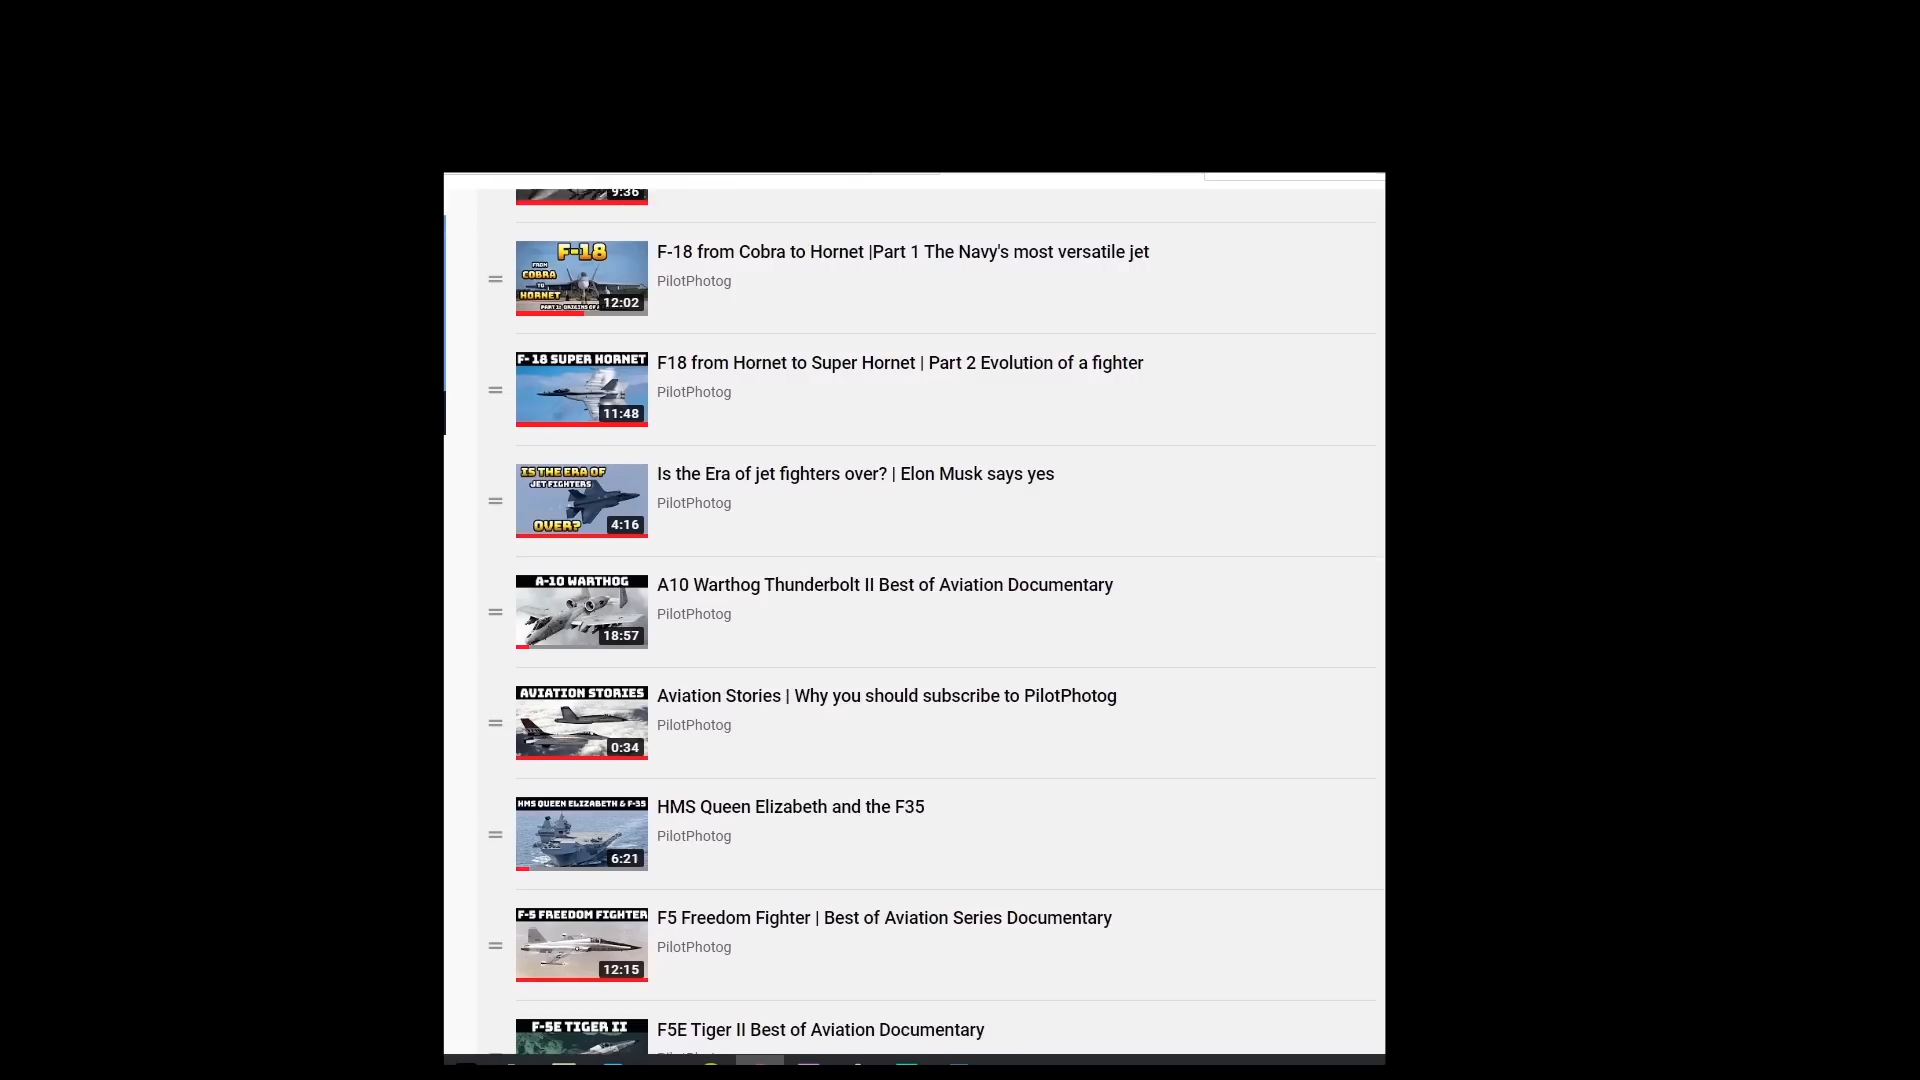 9:36
F-18
FROM
COBRA
TO
HORNET
12:02
F-18 from Cobra to Hornet |Part 1 The Navy's most versatile jet
PilotPhotog
F-18 SUPER HORNET
11:48
F18 from Hornet to Super Hornet | Part 2 Evolution of a fighter
PilotPhotog
IS THE ERA OF
JET FIGHTERS
OVER?
4:16
Is the Era of jet fighters over? | Elon Musk says yes
PilotPhotog
A-10 WARTHOG
18:57
A10 Warthog Thunderbolt II Best of Aviation Documentary
PilotPhotog
AVIATION STORIES
0:34
Aviation Stories | Why you should subscribe to PilotPhotog
PilotPhotog
HMS QUEEN ELIZABETH & F-35
6:21
HMS Queen Elizabeth and the F35
PilotPhotog
F-5 FREEDOM FIGHTER
12:15
F5 Freedom Fighter | Best of Aviation Series Documentary
PilotPhotog
F-5E TIGER II
F5E Tiger II Best of Aviation Documentary